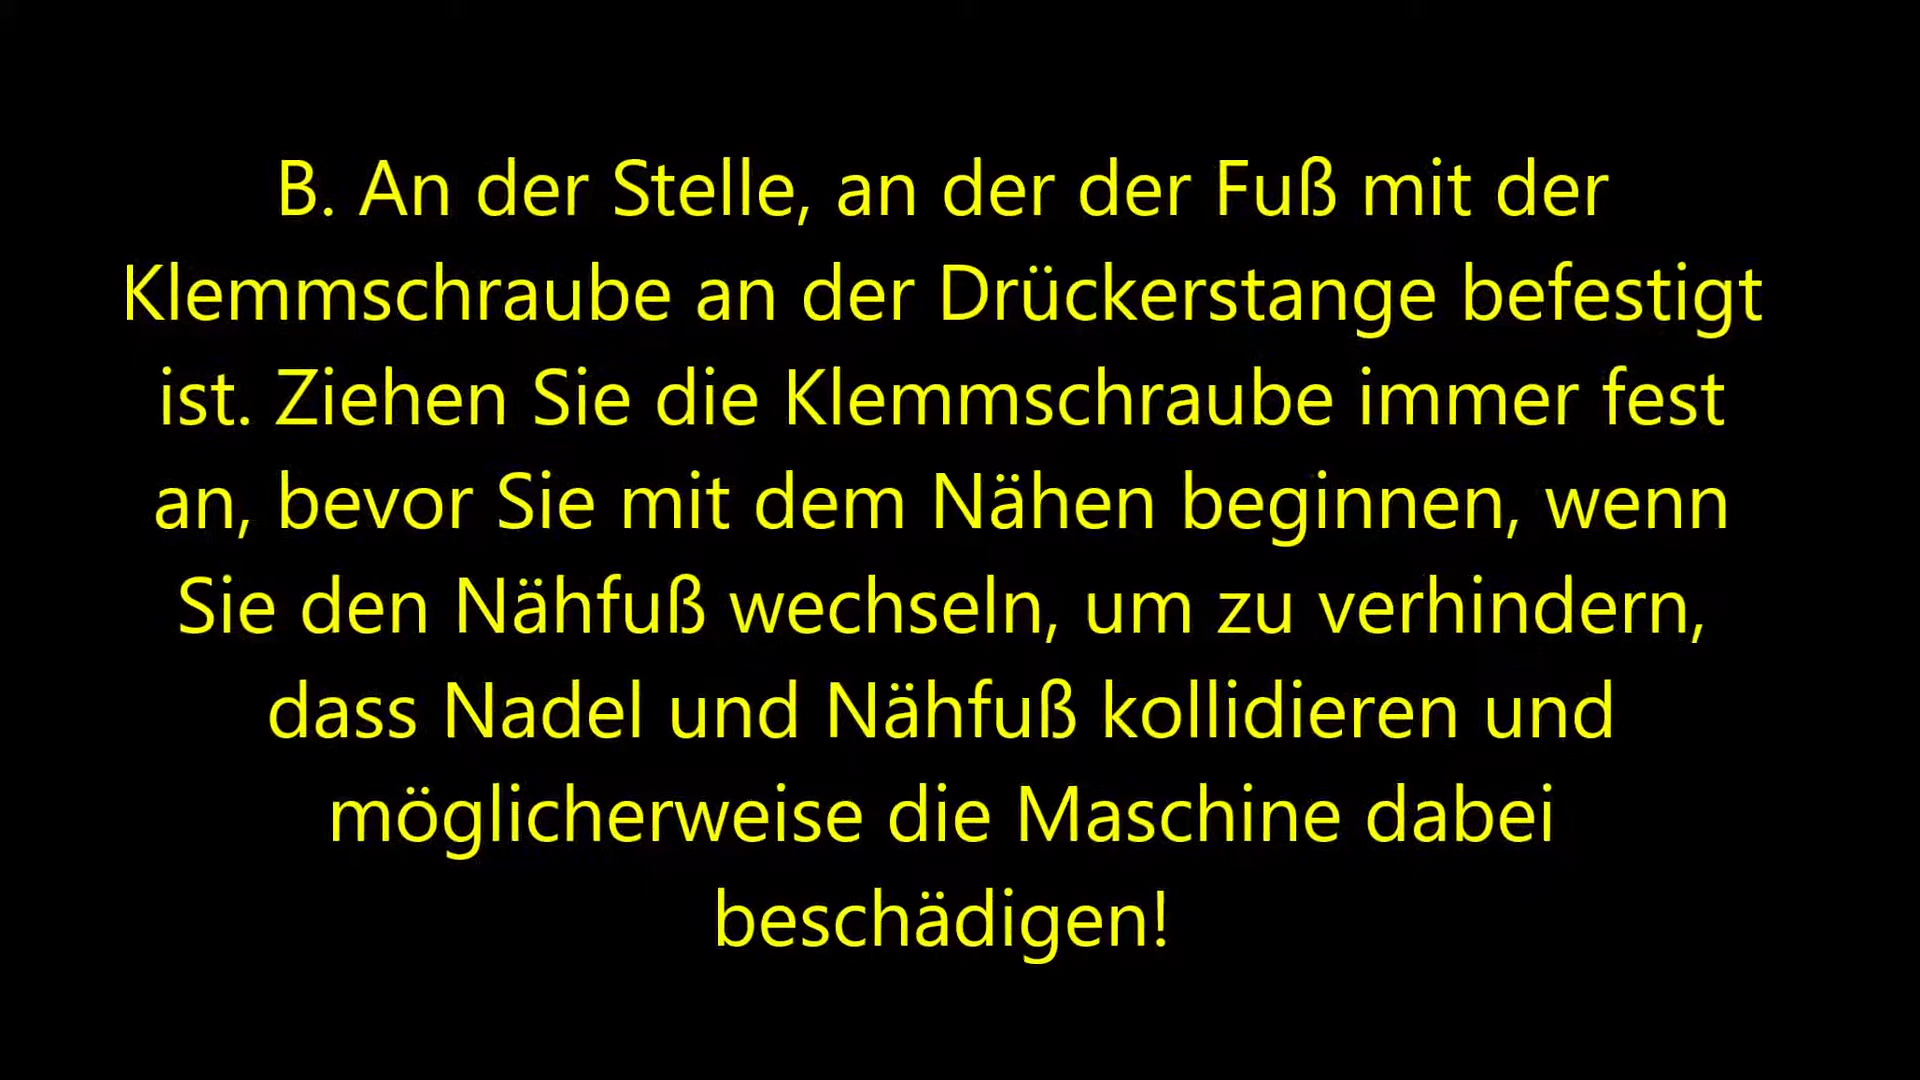 B. An der Stelle, an der der Fuß mit der
Klemmschraube an der Drückerstange befestigt
ist. Ziehen Sie die Klemmschraube immer fest
an, bevor Sie mit dem Nähen beginnen, wenn
Sie den Nähfuß wechseln, um zu verhindern,
dass Nadel und Nähfuß kollidieren und
möglicherweise die Maschine dabei
beschädigen!